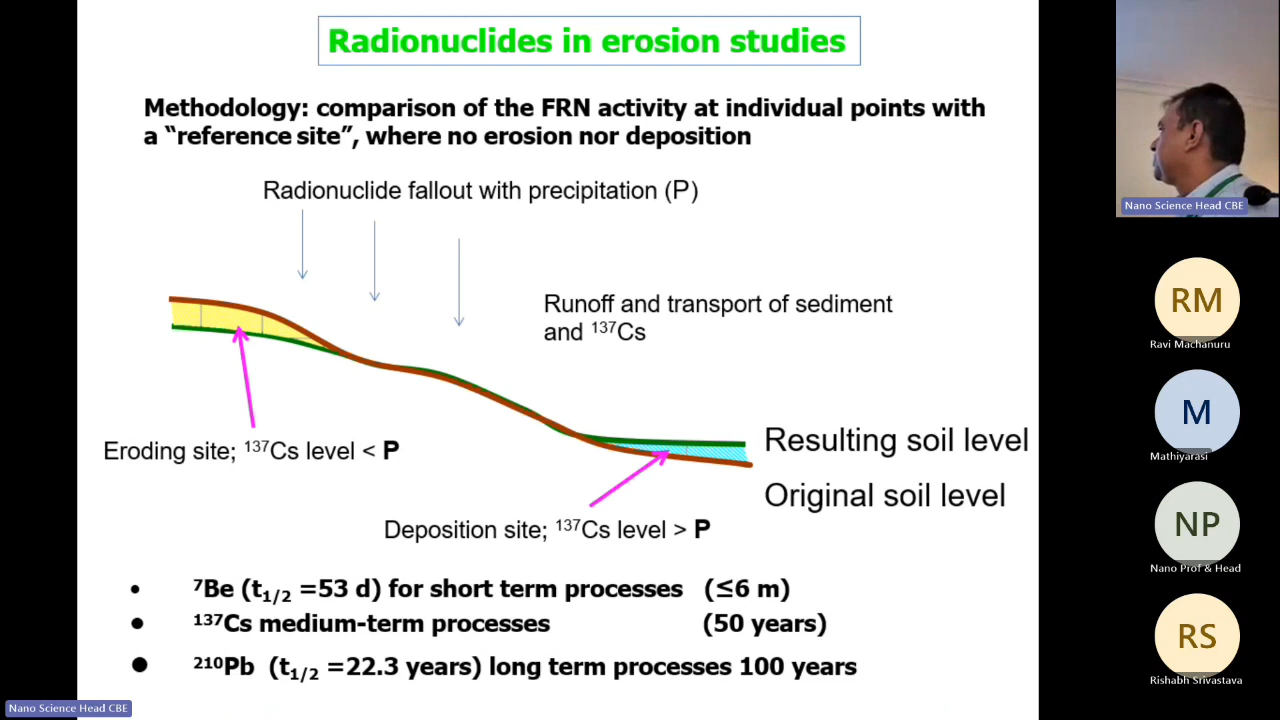 Radionuclides in erosion studies
Methodology: comparison of the FRN activity at individual points with
a “reference site”, where no erosion nor deposition
Radionuclide fallout with precipitation (P)
Runoff and transport of sediment
and ¹³⁷Cs
Eroding site; ¹³⁷Cs level < P
Resulting soil level
Original soil level
Deposition site; ¹³⁷Cs level > P
• ⁷Be (t₁/₂ =53 d) for short term processes (≤6 m)
• ¹³⁷Cs medium-term processes (50 years)
• ²¹⁰Pb (t₁/₂ =22.3 years) long term processes 100 years
Nano Science Head CBE
Nano Science Head CBE
RM
Ravi Machanuru
M
Mathiyarasi
NP
Nano Prof & Head
RS
Rishabh Srivastava